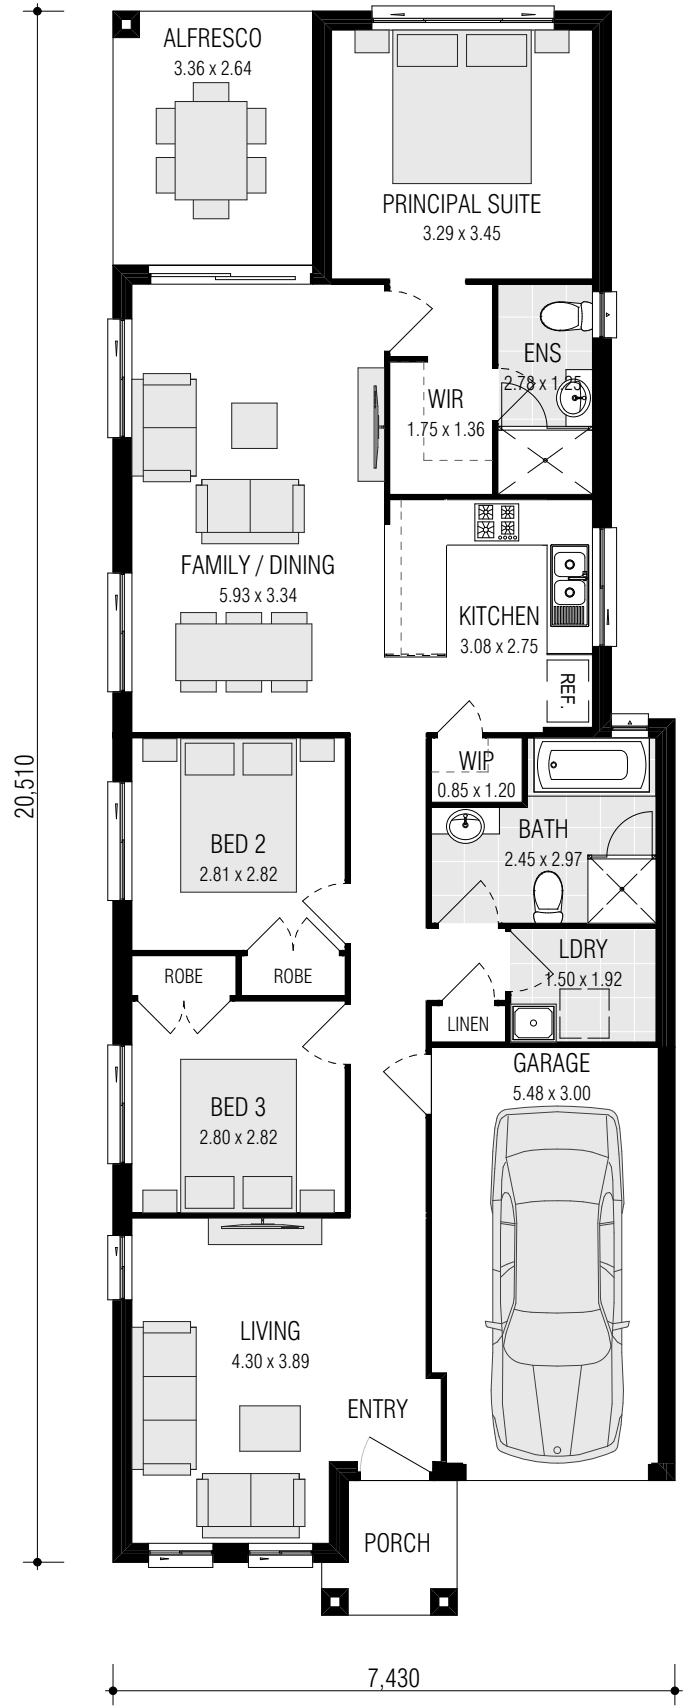 ALFRESCO
3.36 x 2.64
PRINCIPAL SUITE
3.29 x 3.45
ENS
2.78 x 1.25
WIR
1.75 x 1.36
FAMILY / DINING
5.93 x 3.34
KITCHEN
3.08 x 2.75
REF.
20,510
WIP
0.85 x 1.20
BED 2
2.81 x 2.82
BATH
2.45 x 2.97
ROBE
ROBE
LDRY
1.50 x 1.92
LINEN
GARAGE
5.48 x 3.00
BED 3
2.80 x 2.82
LIVING
4.30 x 3.89
ENTRY
PORCH
7,430